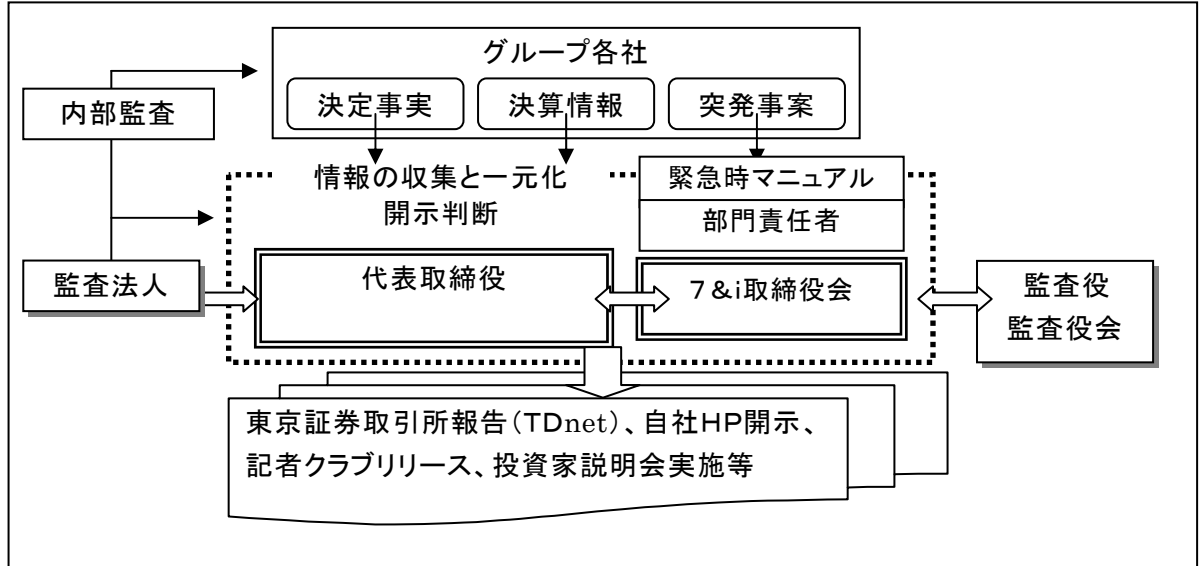 グループ各社
内部監査
決定事実
決算情報
突発事案
情報の収集と一元化
開示判断
緊急時マニュアル
部門責任者
監査法人
代表取締役
7&i取締役会
監査役
監査役会
東京証券取引所報告(TDnet)、自社HP開示、
記者クラブリリース、投資家説明会実施等